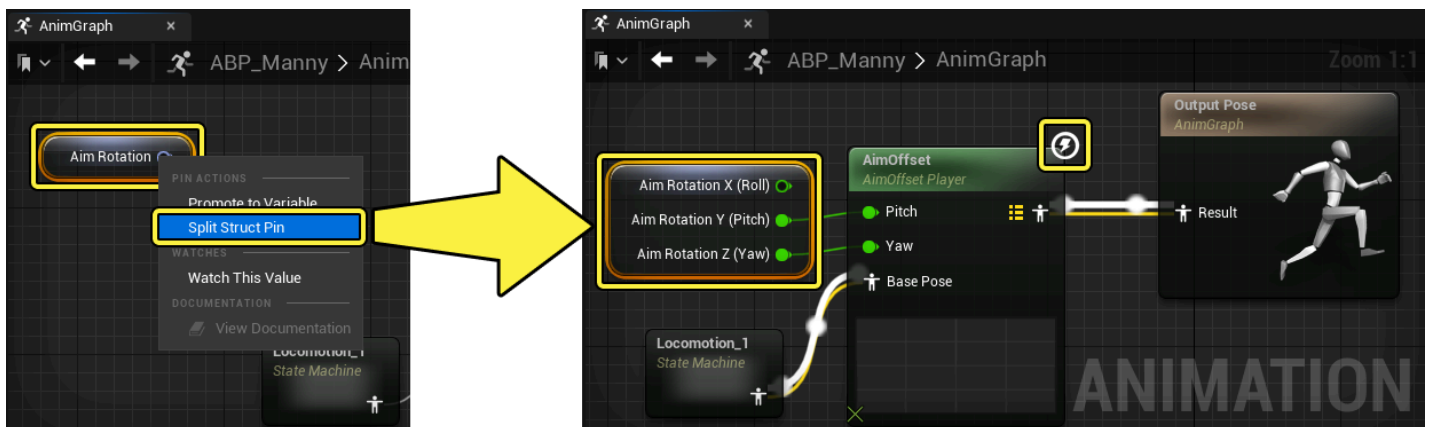 AnimGraph ×
ABP_Manny > Anim
Aim Rotation
PIN ACTIONS
Promote to Variable
Split Struct Pin
WATCHES
Watch This Value
DOCUMENTATION
View Documentation
Locomotion_1
State Machine
AnimGraph ×
ABP_Manny > AnimGraph
Zoom 1:1
Aim Rotation X (Roll)
Aim Rotation Y (Pitch)
Aim Rotation Z (Yaw)
Locomotion_1
State Machine
AimOffset
AimOffset Player
Pitch
Yaw
Base Pose
Output Pose
AnimGraph
Result
ANIMATION